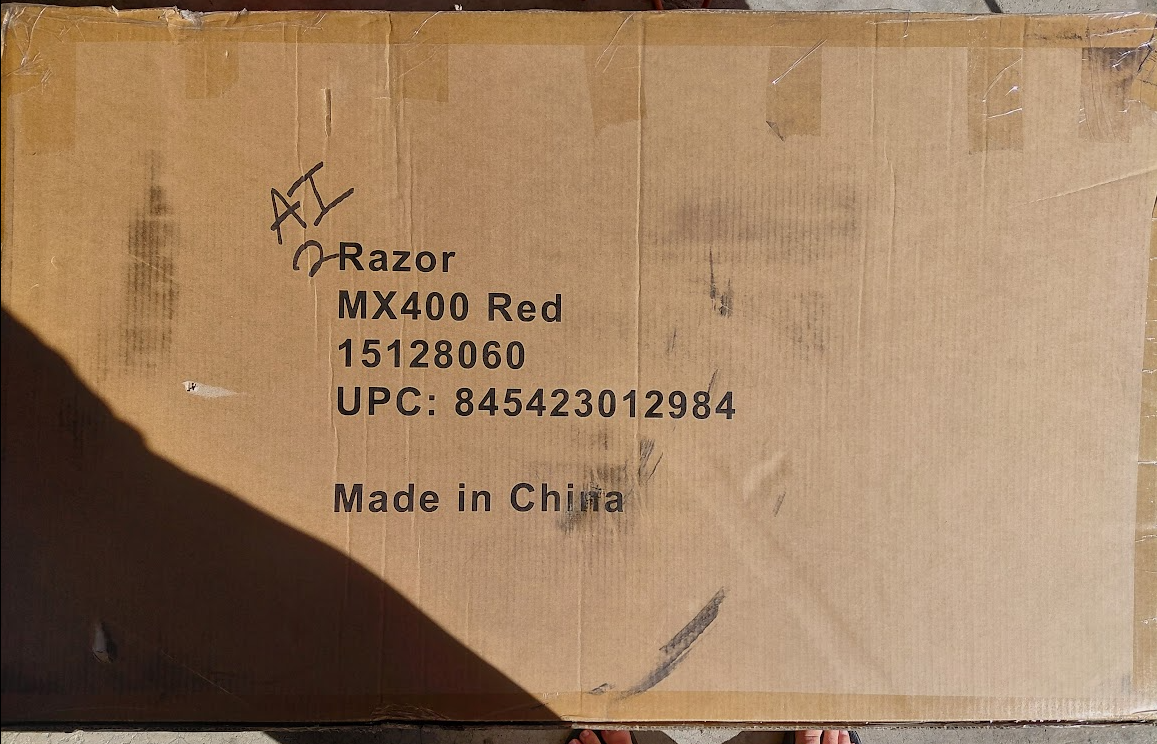 AI
2
Razor
MX400 Red
15128060
UPC: 845423012984
Made in China